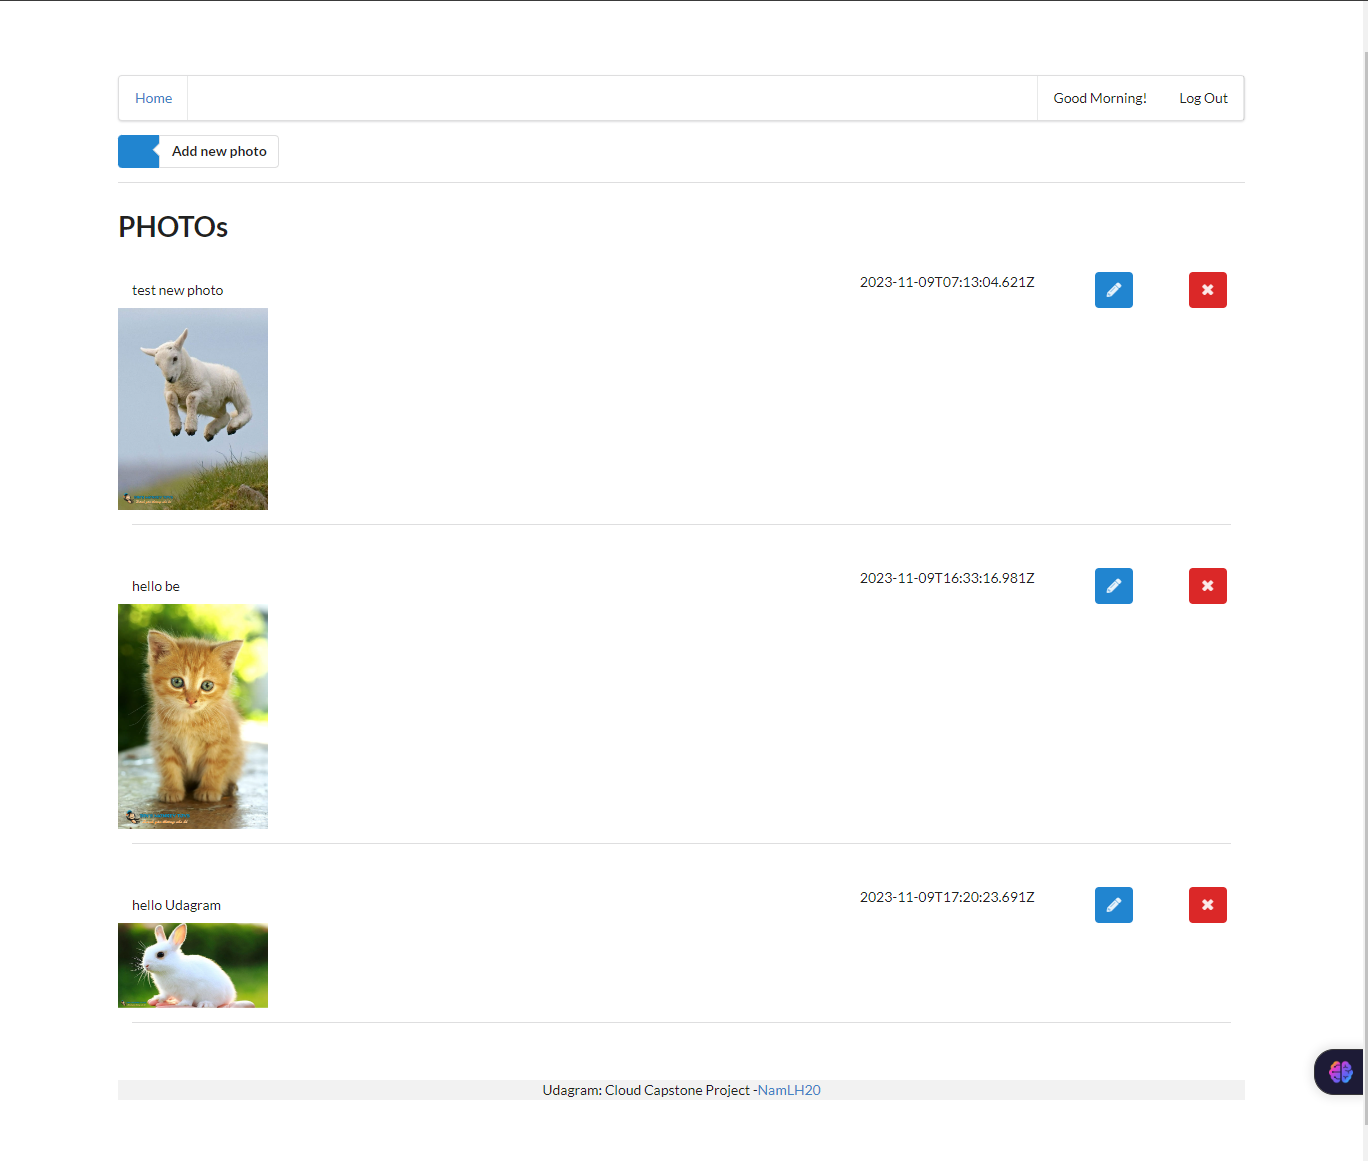 Home
Good Morning!
Log Out
Add new photo
PHOTOs
test new photo
2023-11-09T07:13:04.621Z
hello be
2023-11-09T16:33:16.981Z
hello Udagram
2023-11-09T17:20:23.691Z
Udagram: Cloud Capstone Project -NamLH20